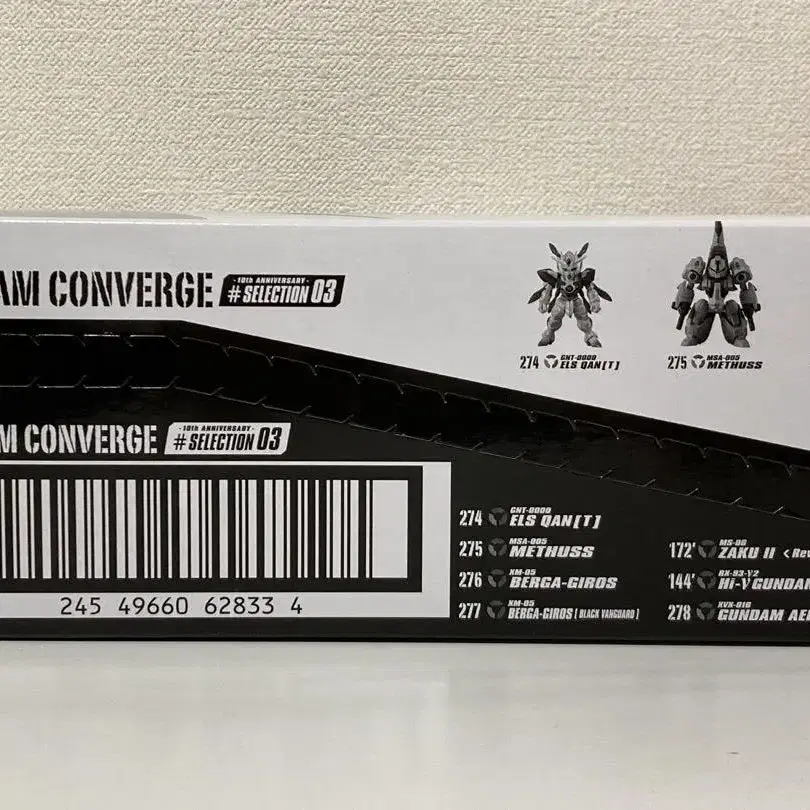 AM CONVERGE
- 10th ANNIVERSARY -
#SELECTION 03
274 GNT-0000 ELS QAN[T]
275 MSA-005 METHUSS
M CONVERGE
- 10th ANNIVERSARY -
#SELECTION 03
245 49660 62833 4
274 GNT-0000 ELS QAN[T]
275 MSA-005 METHUSS
276 XM-05 BERGA-GIROS
277 XM-05 BERGA-GIROS [BLACK VANGUARD]
172' MS-06 ZAKU II <Rev
144' RX-93-ν2 Hi-νGUNDAM
278 XVX-016 GUNDAM AER